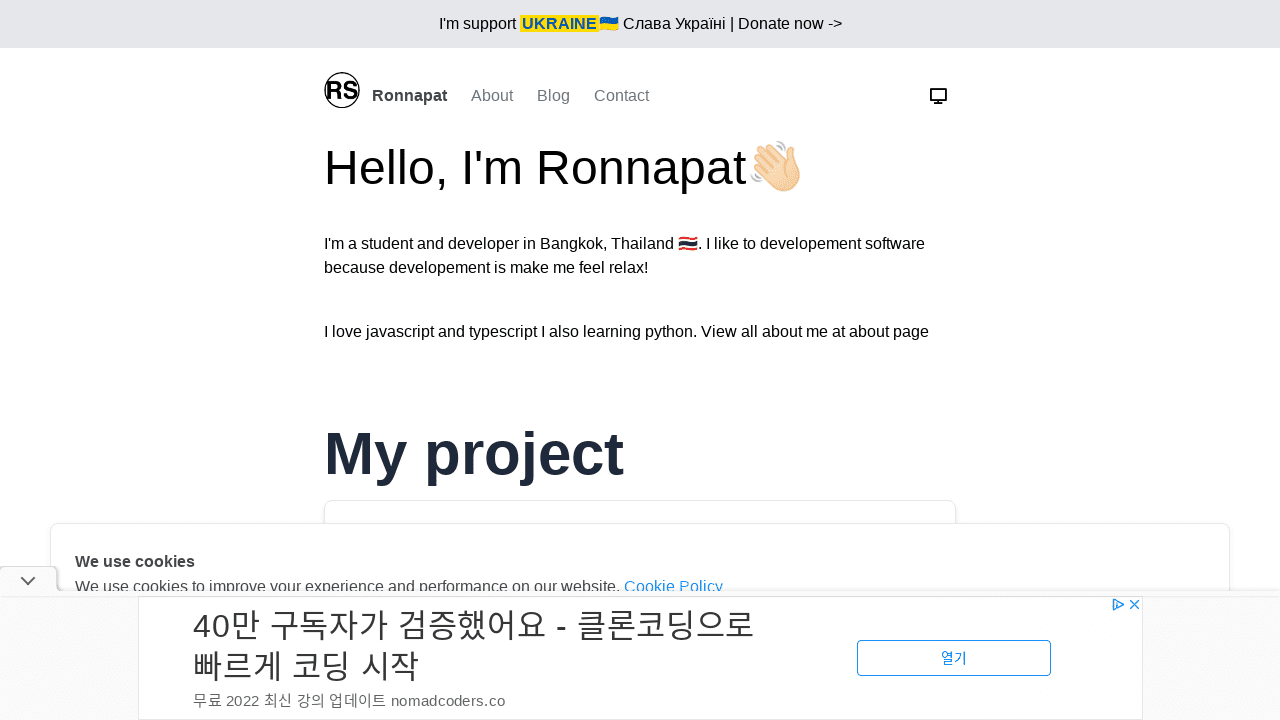 I'm support UKRAINE🇺🇦 Слава Україні | Donate now ->
RS Ronnapat About Blog Contact
Hello, I'm Ronnapat👋🏼
I'm a student and developer in Bangkok, Thailand 🇹🇭. I like to developement software
because developement is make me feel relax!
I love javascript and typescript I also learning python. View all about me at about page
My project
We use cookies
We use cookies to improve your experience and performance on our website. Cookie Policy
40만 구독자가 검증했어요 - 클론코딩으로
빠르게 코딩 시작
열기
무료 2022 최신 강의 업데이트 nomadcoders.co